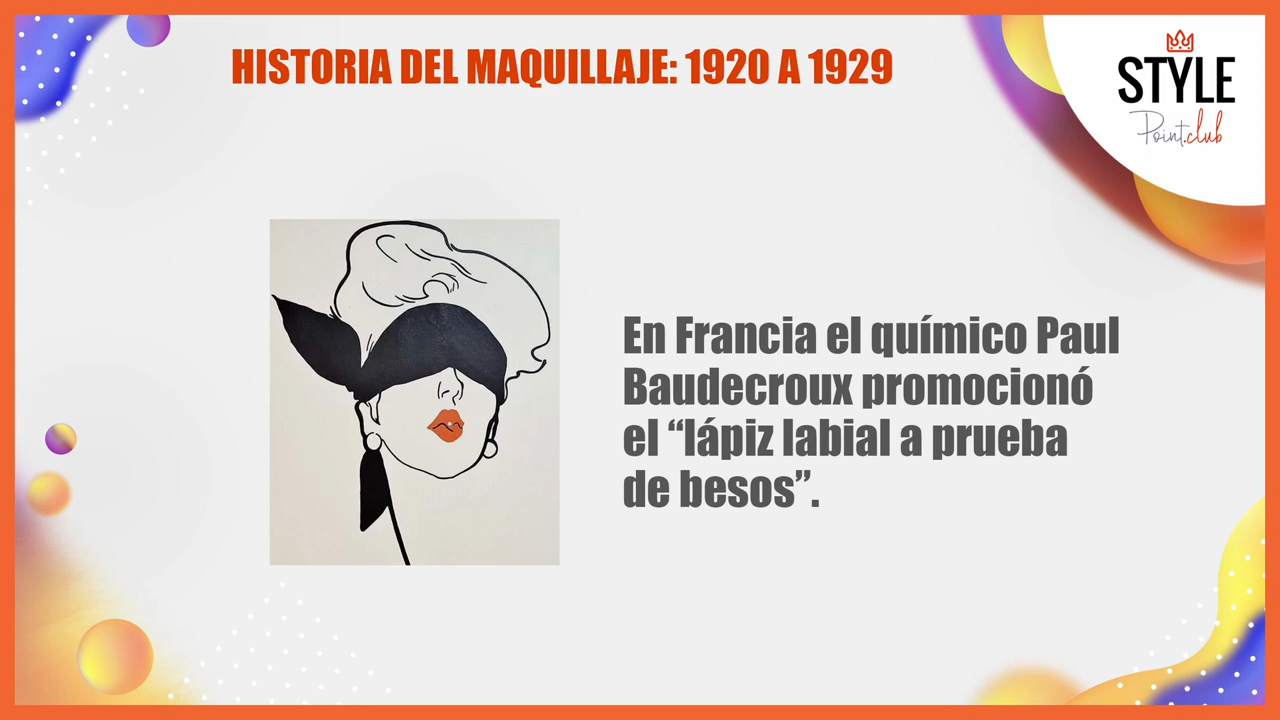 HISTORIA DEL MAQUILLAJE: 1920 A 1929
STYLE
Point.club
En Francia el químico Paul
Baudecroux promocionó
el “lápiz labial a prueba
de besos”.